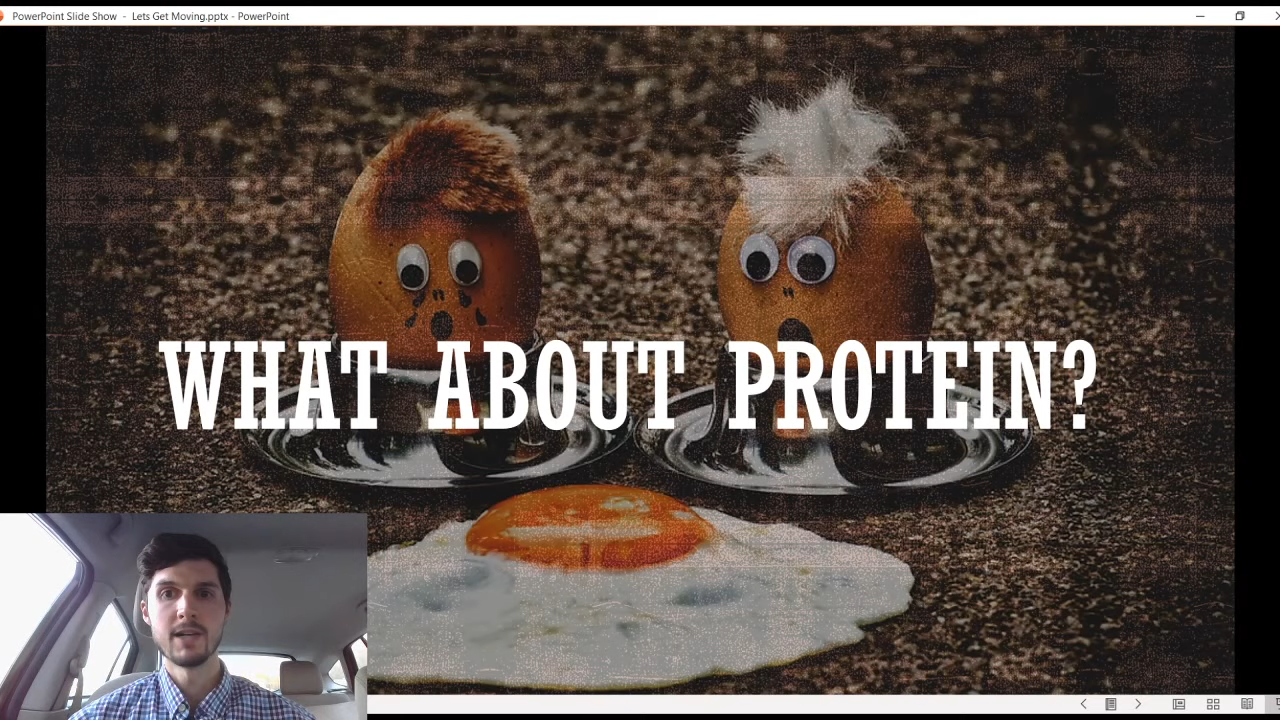 PowerPoint Slide Show - Lets Get Moving.pptx - PowerPoint
WHAT ABOUT PROTEIN?